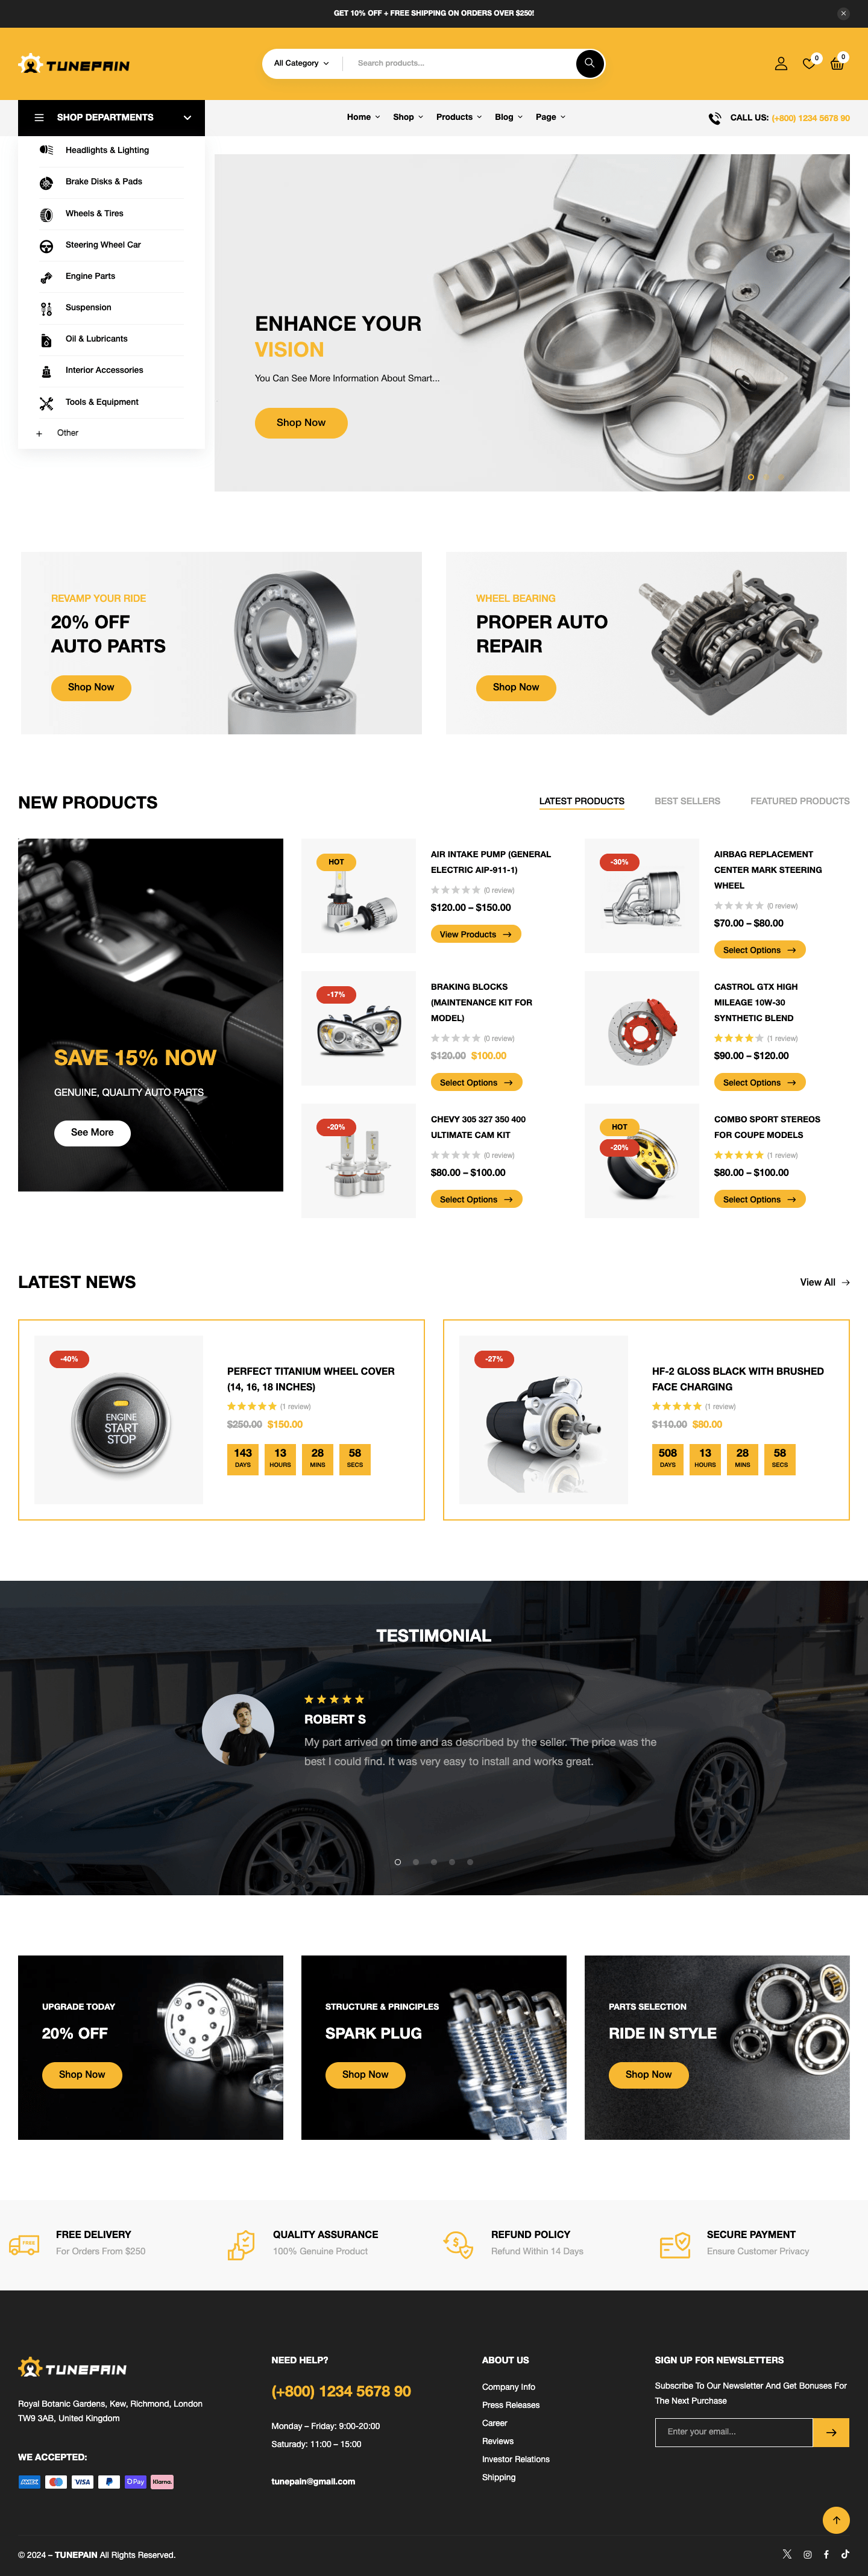 GET 10% OFF + FREE SHIPPING ON ORDERS OVER $250!
TUNEPAIN
All Category
Search products...
0
0
SHOP DEPARTMENTS
Home
Shop
Products
Blog
Page
CALL US: (+800) 1234 5678 90
Headlights & Lighting
Brake Disks & Pads
Wheels & Tires
Steering Wheel Car
Engine Parts
Suspension
Oil & Lubricants
Interior Accessories
Tools & Equipment
Other
ENHANCE YOUR
VISION
You Can See More Information About Smart...
Shop Now
REVAMP YOUR RIDE
20% OFF
AUTO PARTS
Shop Now
WHEEL BEARING
PROPER AUTO
REPAIR
Shop Now
NEW PRODUCTS
LATEST PRODUCTS
BEST SELLERS
FEATURED PRODUCTS
SAVE 15% NOW
GENUINE, QUALITY AUTO PARTS
See More
HOT
AIR INTAKE PUMP (GENERAL
ELECTRIC AIP-911-1)
(0 review)
$120.00 – $150.00
View Products
-30%
AIRBAG REPLACEMENT
CENTER MARK STEERING
WHEEL
(0 review)
$70.00 – $80.00
Select Options
-17%
BRAKING BLOCKS
(MAINTENANCE KIT FOR
MODEL)
(0 review)
$120.00 $100.00
Select Options
CASTROL GTX HIGH
MILEAGE 10W-30
SYNTHETIC BLEND
(1 review)
$90.00 – $120.00
Select Options
-20%
CHEVY 305 327 350 400
ULTIMATE CAM KIT
(0 review)
$80.00 – $100.00
Select Options
HOT
-20%
COMBO SPORT STEREOS
FOR COUPE MODELS
(1 review)
$80.00 – $100.00
Select Options
LATEST NEWS
View All
-40%
ENGINE
START
STOP
PERFECT TITANIUM WHEEL COVER
(14, 16, 18 INCHES)
(1 review)
$250.00 $150.00
143 13 28 58
DAYS HOURS MINS SECS
-27%
HF-2 GLOSS BLACK WITH BRUSHED
FACE CHARGING
(1 review)
$110.00 $80.00
508 13 28 58
DAYS HOURS MINS SECS
TESTIMONIAL
ROBERT S
My part arrived on time and as described by the seller. The price was the
best I could find. It was very easy to install and works great.
UPGRADE TODAY
20% OFF
Shop Now
STRUCTURE & PRINCIPLES
SPARK PLUG
Shop Now
PARTS SELECTION
RIDE IN STYLE
Shop Now
FREE
FREE DELIVERY
For Orders From $250
QUALITY ASSURANCE
100% Genuine Product
REFUND POLICY
Refund Within 14 Days
SECURE PAYMENT
Ensure Customer Privacy
TUNEPAIN
Royal Botanic Gardens, Kew, Richmond, London
TW9 3AB, United Kingdom
WE ACCEPTED:
AMEX
VISA
Pay
Klarna.
NEED HELP?
(+800) 1234 5678 90
Monday – Friday: 9:00-20:00
Saturady: 11:00 – 15:00
tunepain@gmail.com
ABOUT US
Company Info
Press Releases
Career
Reviews
Investor Relations
Shipping
SIGN UP FOR NEWSLETTERS
Subscribe To Our Newsletter And Get Bonuses For
The Next Purchase
Enter your email...
© 2024 – TUNEPAIN All Rights Reserved.